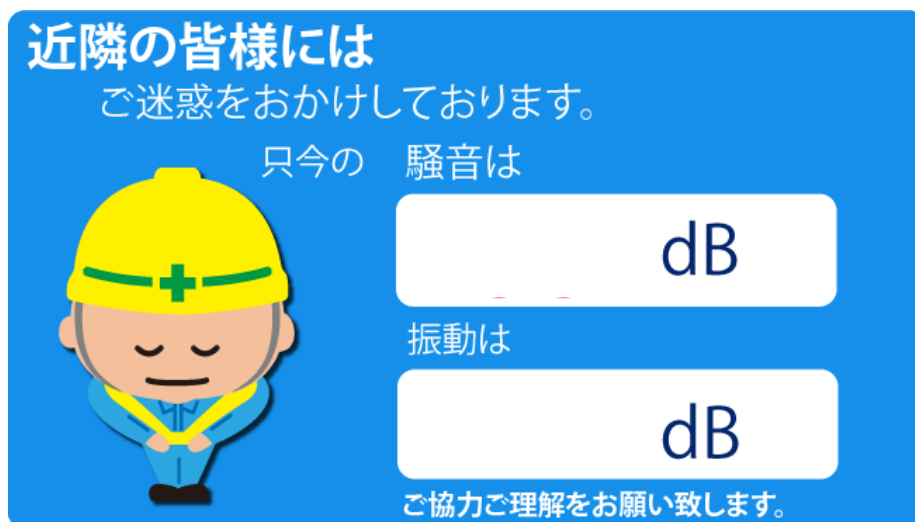 近隣の皆様には
ご迷惑をおかけしております。
只今の 騒音は
dB
振動は
dB
ご協力ご理解をお願い致します。